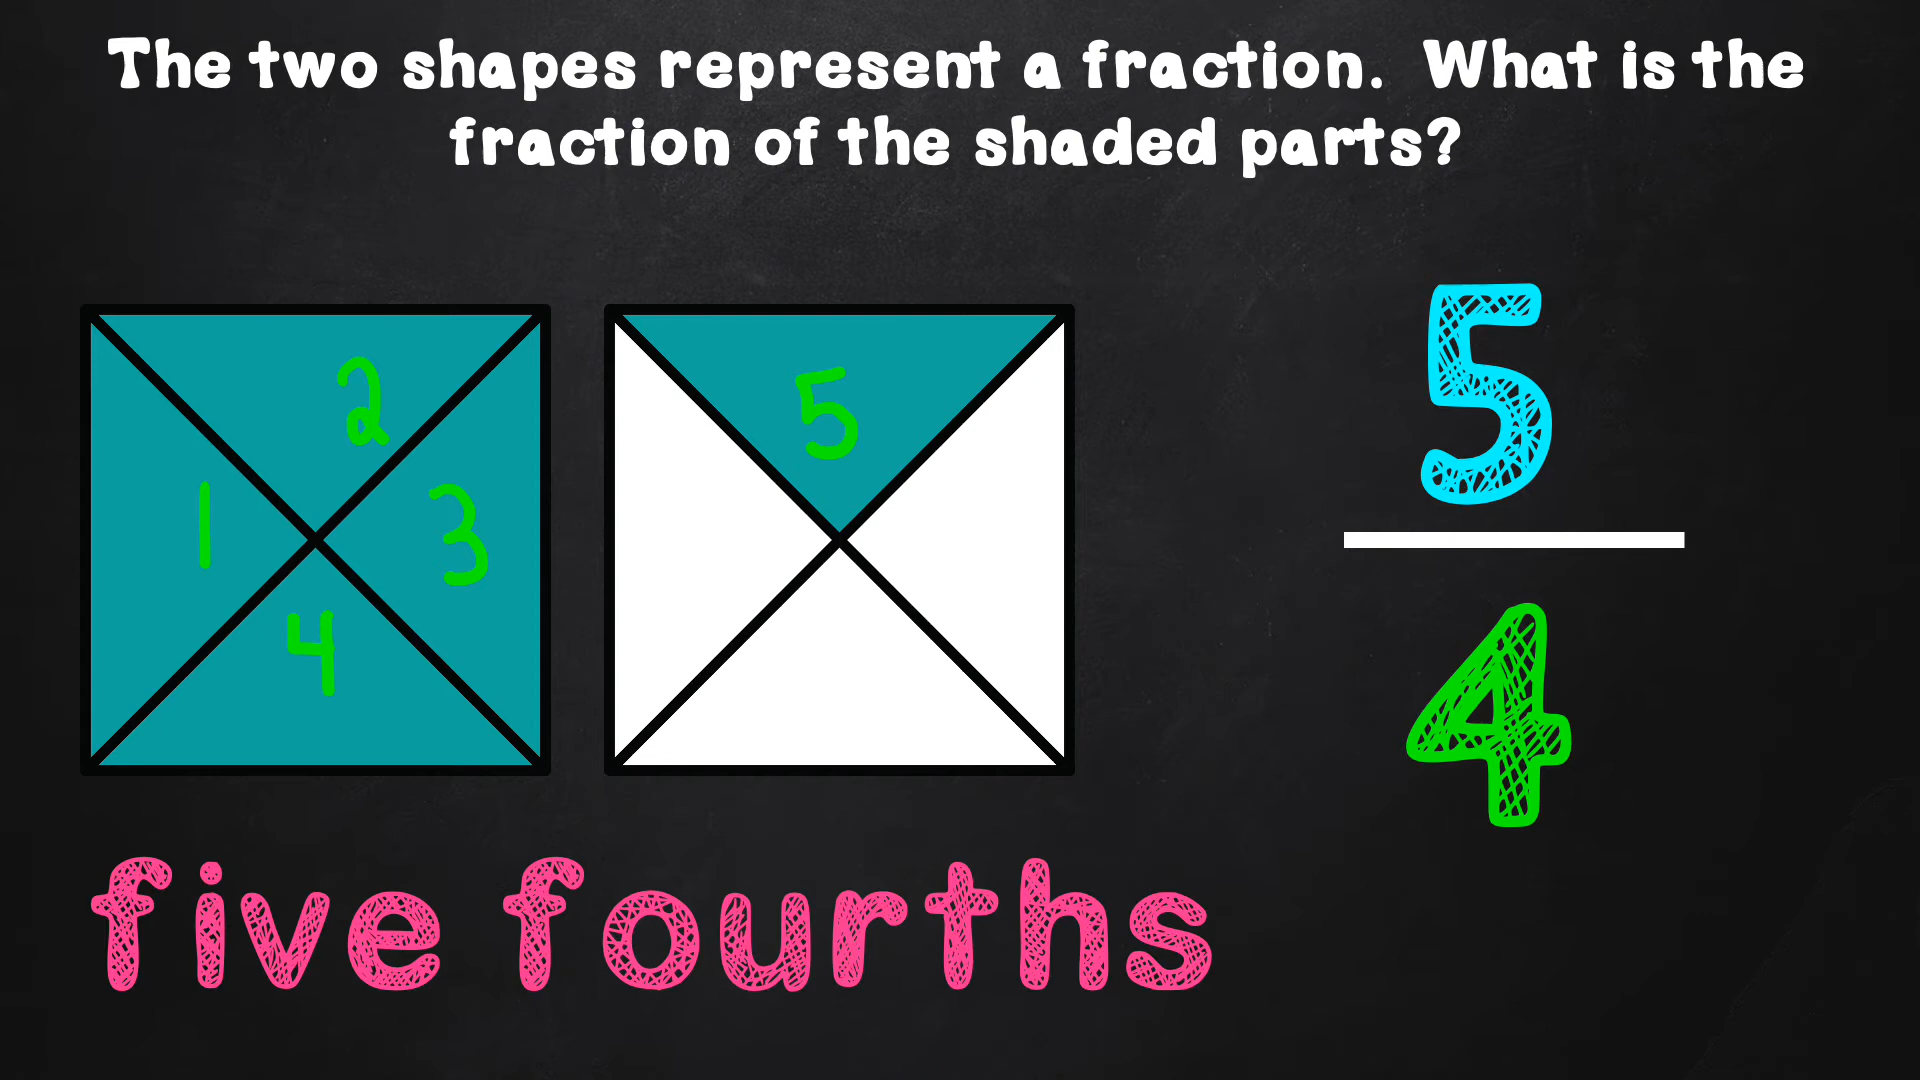 The two shapes represent a fraction. What is the
fraction of the shaded parts?
2
1
3
4
5
5
4
five fourths